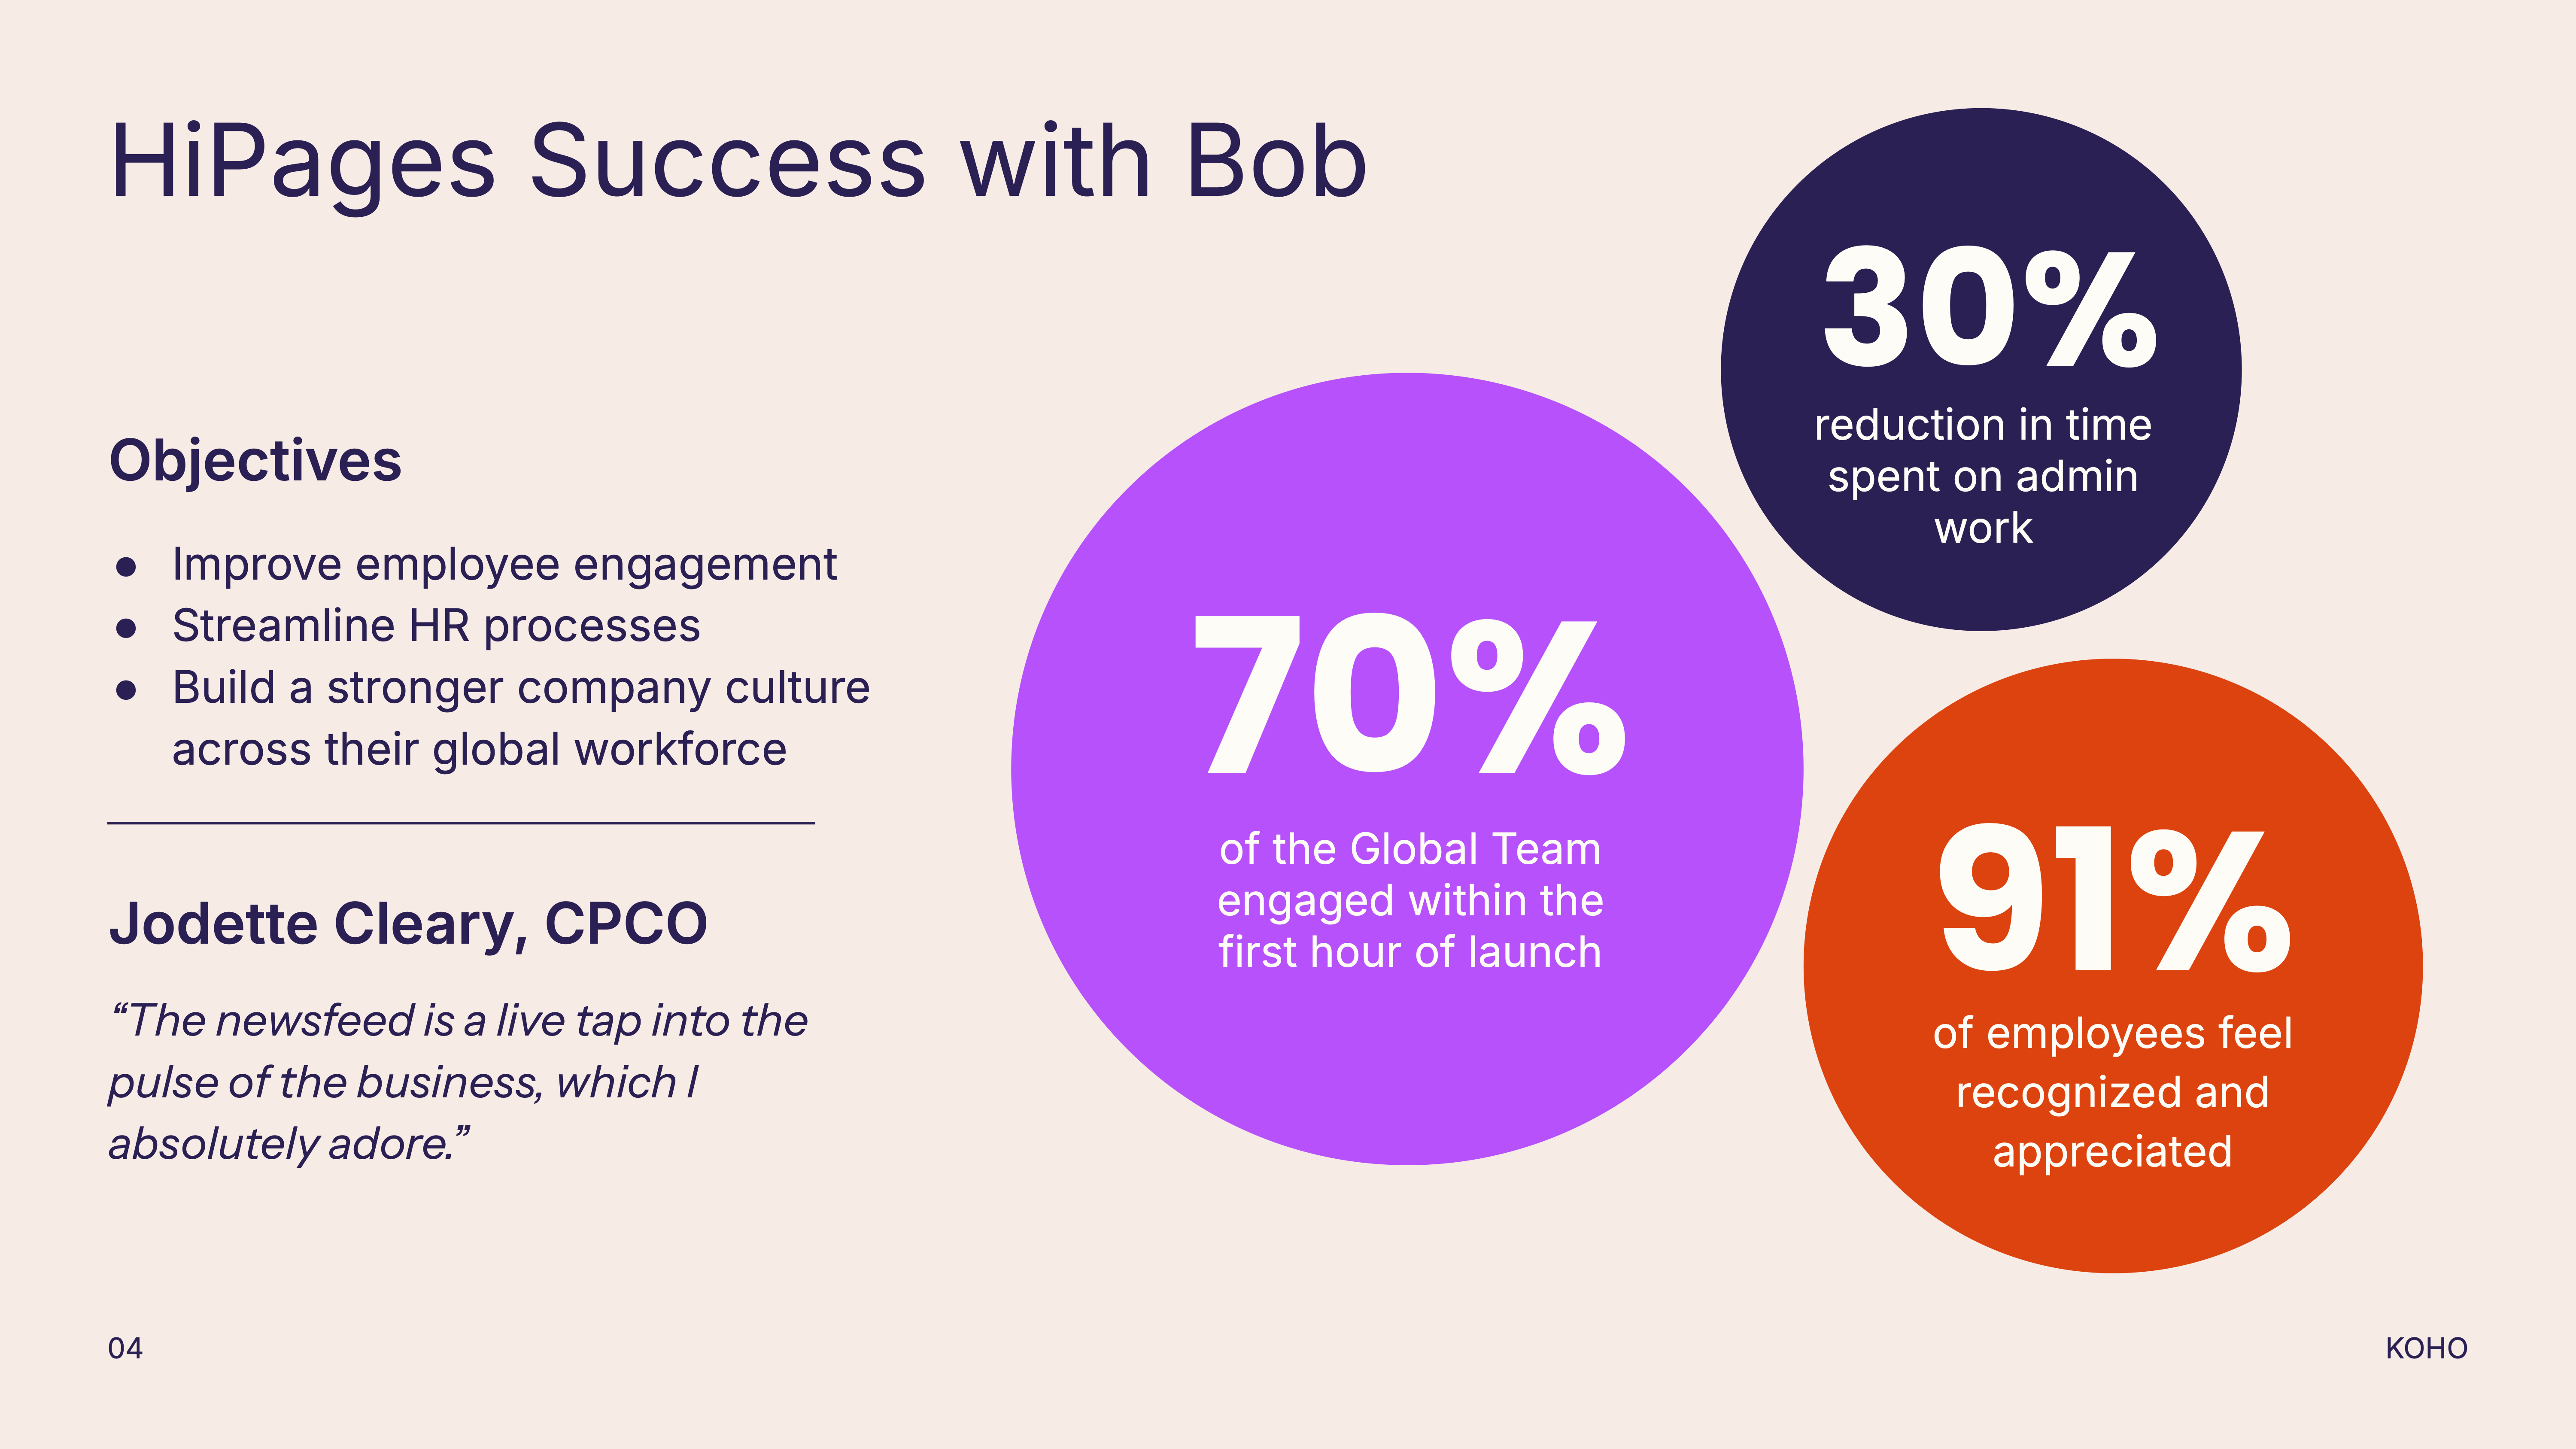 HiPages Success with Bob
Objectives
● Improve employee engagement
● Streamline HR processes
● Build a stronger company culture
across their global workforce
Jodette Cleary, CPCO
“The newsfeed is a live tap into the
pulse of the business, which I
absolutely adore.”
70%
of the Global Team
engaged within the
first hour of launch
30%
reduction in time
spent on admin
work
91%
of employees feel
recognized and
appreciated
04
KOHO